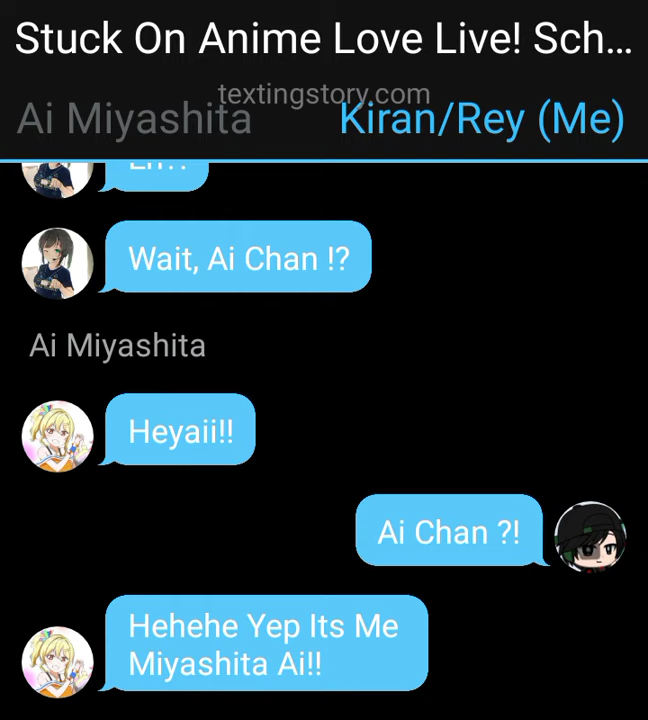 Stuck On Anime Love Live! Sch...
textingstory.com
Ai Miyashita
Kiran/Rey (Me)
Wait, Ai Chan !?
Ai Miyashita
Heyaii!!
Ai Chan ?!
Hehehe Yep Its Me
Miyashita Ai!!